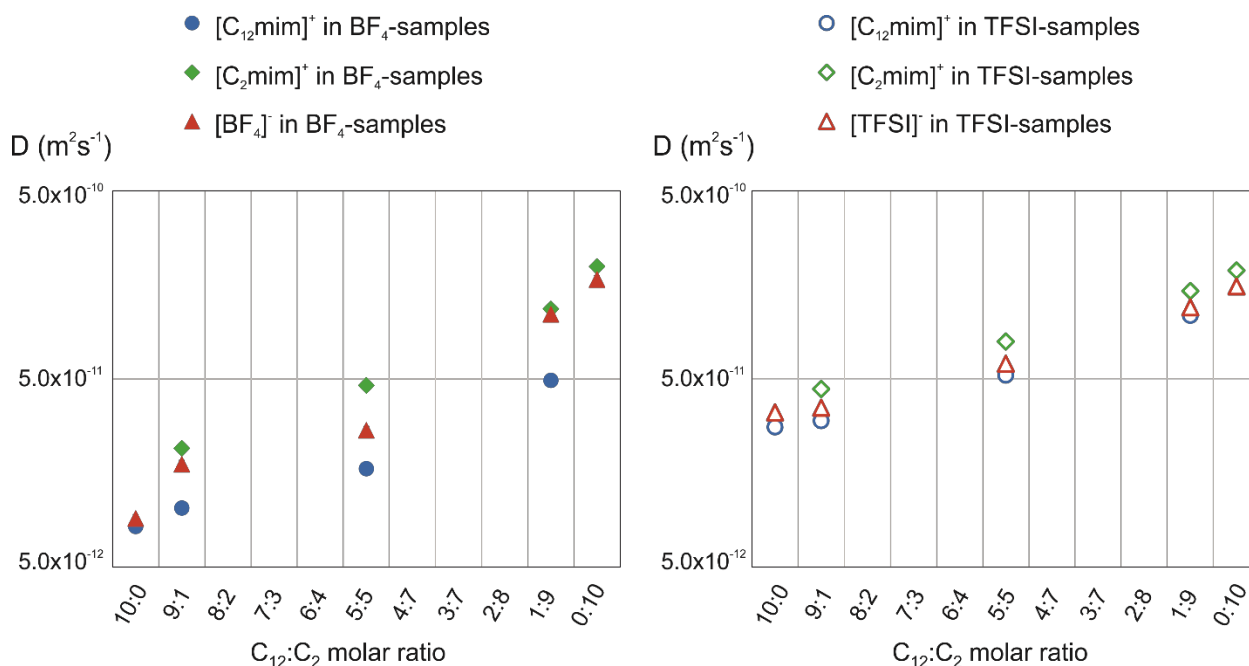 [C₁₂mim]⁺ in BF₄-samples
[C₂mim]⁺ in BF₄-samples
[BF₄]⁻ in BF₄-samples
D (m²s⁻¹)
5.0x10⁻¹⁰
5.0x10⁻¹¹
5.0x10⁻¹²
10:0
9:1
8:2
7:3
6:4
5:5
4:7
3:7
2:8
1:9
0:10
C₁₂:C₂ molar ratio
[C₁₂mim]⁺ in TFSI-samples
[C₂mim]⁺ in TFSI-samples
[TFSI]⁻ in TFSI-samples
D (m²s⁻¹)
5.0x10⁻¹⁰
5.0x10⁻¹¹
5.0x10⁻¹²
10:0
9:1
8:2
7:3
6:4
5:5
4:7
3:7
2:8
1:9
0:10
C₁₂:C₂ molar ratio